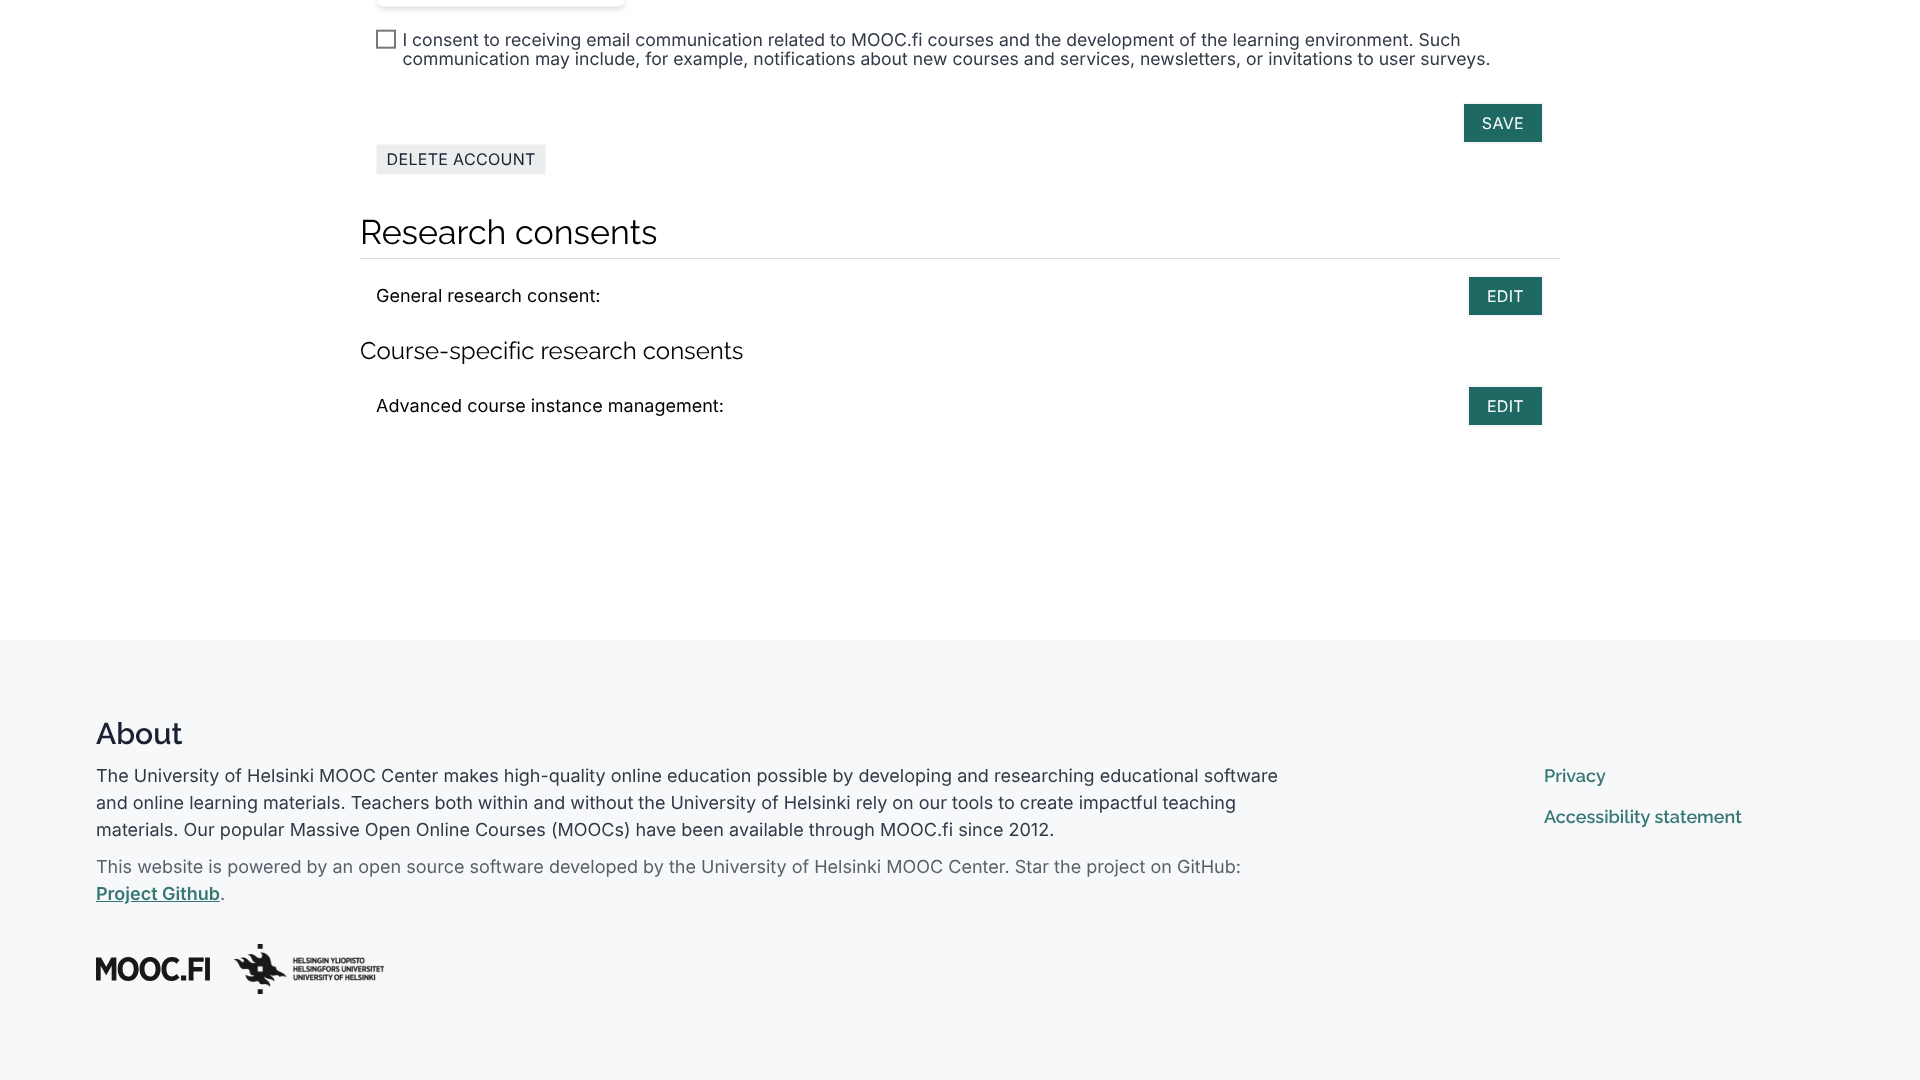 I consent to receiving email communication related to MOOC.fi courses and the development of the learning environment. Such
communication may include, for example, notifications about new courses and services, newsletters, or invitations to user surveys.
SAVE
DELETE ACCOUNT
Research consents
General research consent:
EDIT
Course-specific research consents
Advanced course instance management:
EDIT
About
The University of Helsinki MOOC Center makes high-quality online education possible by developing and researching educational software
and online learning materials. Teachers both within and without the University of Helsinki rely on our tools to create impactful teaching
materials. Our popular Massive Open Online Courses (MOOCs) have been available through MOOC.fi since 2012.
This website is powered by an open source software developed by the University of Helsinki MOOC Center. Star the project on GitHub:
Project Github.
Privacy
Accessibility statement
MOOC.FI
HELSINGIN YLIOPISTO
HELSINGFORS UNIVERSITET
UNIVERSITY OF HELSINKI